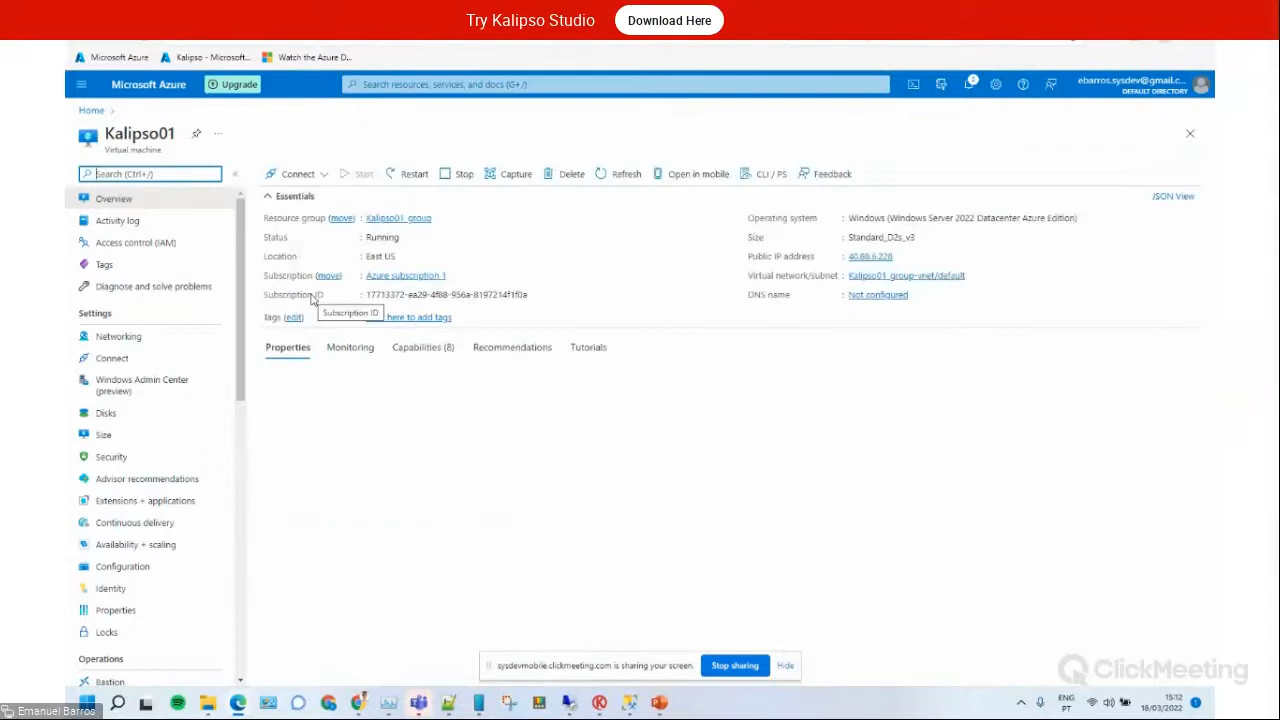 Try Kalipso Studio Download Here
Microsoft Azure Kalipso - Microsoft... Watch the Azure D...
Microsoft Azure Upgrade Search resources, services, and docs (G+/) ebarros.sysdev@gmail.c...
DEFAULT DIRECTORY
Home
Kalipso01 ...
Virtual machine
Search (Ctrl+/) Connect Start Restart Stop Capture Delete Refresh Open in mobile CLI / PS Feedback
Essentials JSON View
Overview
Activity log
Access control (IAM)
Tags
Diagnose and solve problems
Settings
Networking
Connect
Windows Admin Center
(preview)
Disks
Size
Security
Advisor recommendations
Extensions + applications
Continuous delivery
Availability + scaling
Configuration
Identity
Properties
Locks
Operations
Bastion
Resource group (move) : Kalipso01_group
Status : Running
Location : East US
Subscription (move) : Azure subscription 1
Subscription ID : 17713372-ea29-4f88-956a-8197214f1f0a
Subscription ID
Tags (edit) here to add tags
Operating system : Windows (Windows Server 2022 Datacenter Azure Edition)
Size : Standard_D2s_v3
Public IP address : 40.88.6.228
Virtual network/subnet : Kalipso01_group-vnet/default
DNS name : Not configured
Properties Monitoring Capabilities (8) Recommendations Tutorials
sysdevmobile.clickmeeting.com is sharing your screen. Stop sharing Hide
ClickMeeting
ENG
PT
15:12
18/03/2022
Emanuel Barros